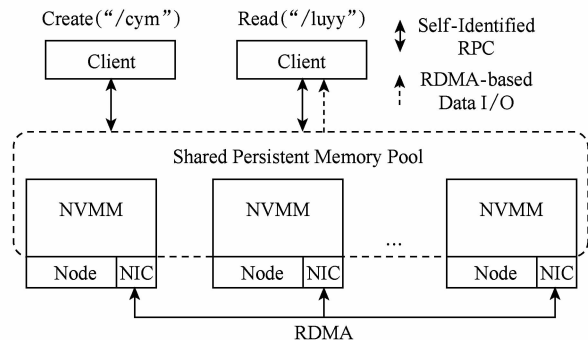 Create("/cym")
Read("/luyy")
Self-Identified
RPC
Client
Client
RDMA-based
Data I/O
Shared Persistent Memory Pool
NVMM
NVMM
NVMM
...
Node
NIC
Node
NIC
Node
NIC
RDMA